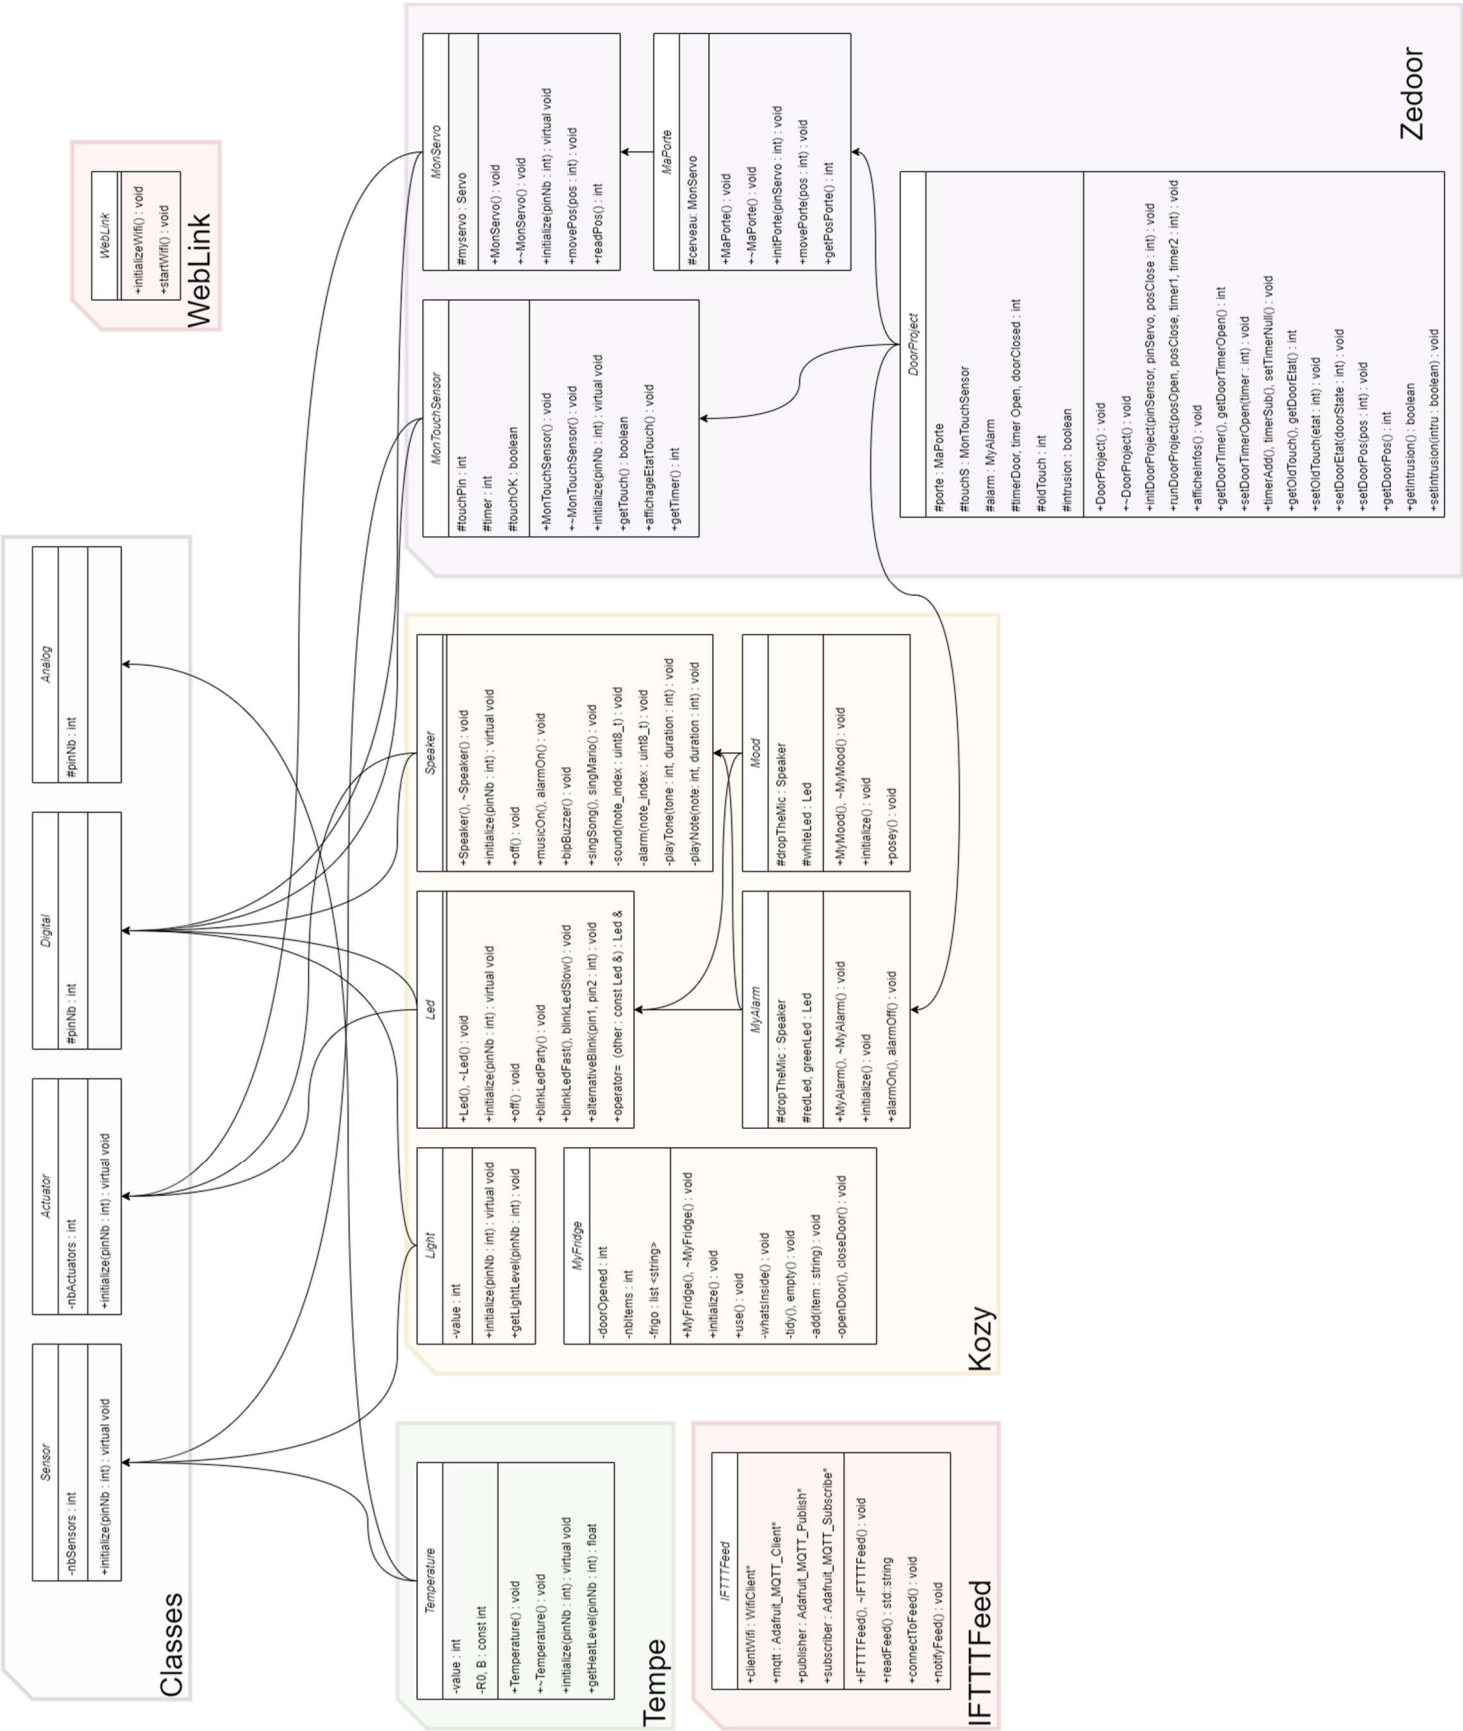 Classes
Sensor
-nbSensors : int
+initialize(pinNb : int) : virtual void
Actuator
-nbActuators : int
+initialize(pinNb : int) : virtual void
Digital
#pinNb : int
Analog
#pinNb : int
WebLink
+initializeWifi() : void
+startWifi() : void
WebLink
Temperature
-value : int
-R0, B : const int
+Temperature() : void
+~Temperature() : void
+initialize(pinNb : int) : virtual void
+getHeatLevel(pinNb : int) : float
Tempe
IFTTTFeed
+clientWifi : WifiClient*
+mqtt : Adafruit_MQTT_Client*
+publisher : Adafruit_MQTT_Publish*
+subscriber : Adafruit_MQTT_Subscribe*
+IFTTTFeed(), ~IFTTTFeed() : void
+readFeed() : std::string
+connectToFeed() : void
+notifyFeed() : void
IFTTTFeed
Light
-value : int
+initialize(pinNb : int) : virtual void
+getLightLevel(pinNb : int) : void
Led
+Led(), ~Led() : void
+initialize(pinNb : int) : virtual void
+off() : void
+blinkLedParty() : void
+blinkLedFast(), blinkLedSlow() : void
+alternativeBlink(pin1, pin2 : int) : void
+operator= (other : const Led &) : Led &
Speaker
+Speaker(), ~Speaker() : void
+initialize(pinNb : int) : virtual void
+off() : void
+musicOn(), alarmOn() : void
+bipBuzzer() : void
+singSong(), singMario() : void
-sound(note_index : uint8_t) : void
-alarm(note_index : uint8_t) : void
-playTone(tone : int, duration : int) : void
-playNote(note: int, duration : int) : void
MyFridge
-doorOpened : int
-nbItems : int
-frigo : list <string>
+MyFridge(), ~MyFridge() : void
+initialize() : void
+use() : void
-whatsInside() : void
-tidy(), empty() : void
-add(item : string) : void
-openDoor(), closeDoor() : void
MyAlarm
#dropTheMic : Speaker
#redLed, greenLed : Led
+MyAlarm(), ~MyAlarm() : void
+initialize() : void
+alarmOn(), alarmOff() : void
Mood
#dropTheMic : Speaker
#whiteLed : Led
+MyMood(), ~MyMood() : void
+initialize() : void
+posey() : void
Kozy
MonTouchSensor
#touchPin : int
#timer : int
#touchOK : boolean
+MonTouchSensor() : void
+~MonTouchSensor() : void
+initialize(pinNb : int) : virtual void
+getTouch() : boolean
+affichageEtatTouch() : void
+getTimer() : int
MonServo
#myservo : Servo
+MonServo() : void
+~MonServo() : void
+initialize(pinNb : int) : virtual void
+movePos(pos : int) : void
+readPos() : int
MaPorte
#cerveau: MonServo
+MaPorte() : void
+~MaPorte() : void
+initPorte(pinServo : int) : void
+movePorte(pos : int) : void
+getPosPorte() : int
DoorProject
#porte : MaPorte
#touchS : MonTouchSensor
#alarm : MyAlarm
#timerDoor, timer Open, doorClosed : int
#oldTouch : int
#intrusion : boolean
+DoorProject() : void
+~DoorProject() : void
+initDoorProject(pinSensor, pinServo, posClose : int) : void
+runDoorProject(posOpen, posClose, timer1, timer2 : int) : void
+afficheInfos() : void
+getDoorTimer(), getDoorTimerOpen() : int
+setDoorTimerOpen(timer : int) : void
+timerAdd(), timerSub(), setTimerNull() : void
+getOldTouch(), getDoorEtat() : int
+setOldTouch(etat : int) : void
+setDoorEtat(doorState : int) : void
+setDoorPos(pos : int) : void
+getDoorPos() : int
+getIntrusion() : boolean
+setIntrusion(intru : boolean) : void
Zedoor